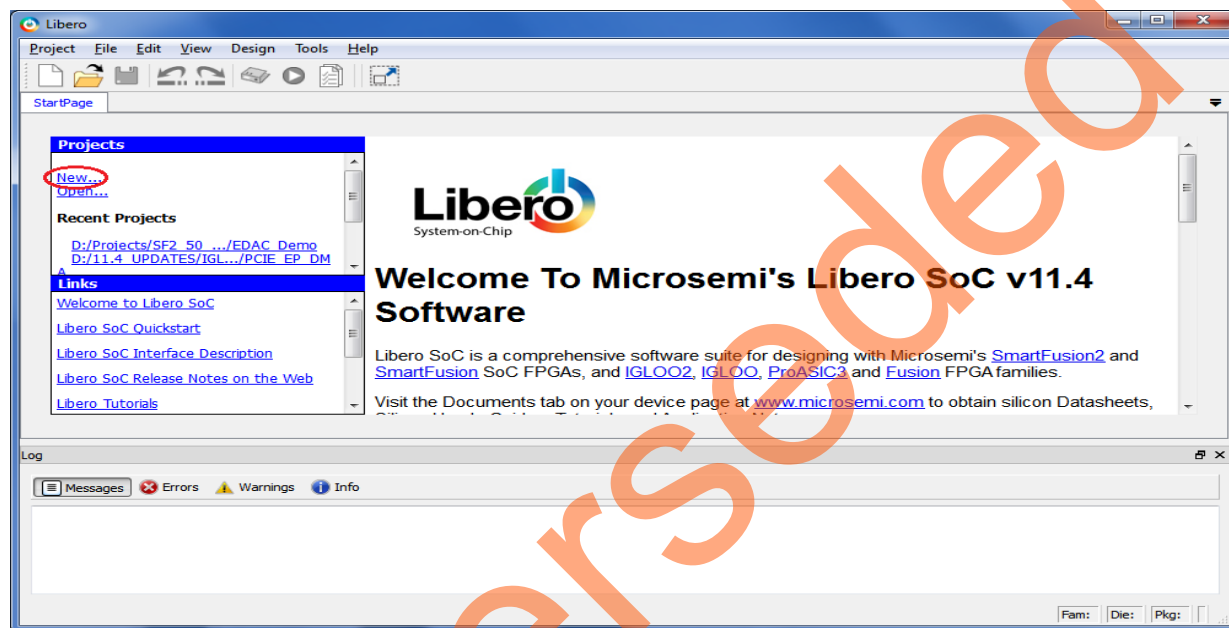 Libero
Project File Edit View Design Tools Help
StartPage
Projects
New...
Open...
Recent Projects
D:/Projects/SF2_50_.../EDAC_Demo
D:/11.4_UPDATES/IGL.../PCIE_EP_DM
A
Links
Welcome to Libero SoC
Libero SoC Quickstart
Libero SoC Interface Description
Libero SoC Release Notes on the Web
Libero Tutorials
Libero
System-on-Chip
Welcome To Microsemi's Libero SoC v11.4
Software
Libero SoC is a comprehensive software suite for designing with Microsemi's SmartFusion2 and
SmartFusion SoC FPGAs, and IGLOO2, IGLOO, ProASIC3 and Fusion FPGA families.
Visit the Documents tab on your device page at www.microsemi.com to obtain silicon Datasheets,
Log
Messages Errors Warnings Info
Fam: Die: Pkg:
erseded